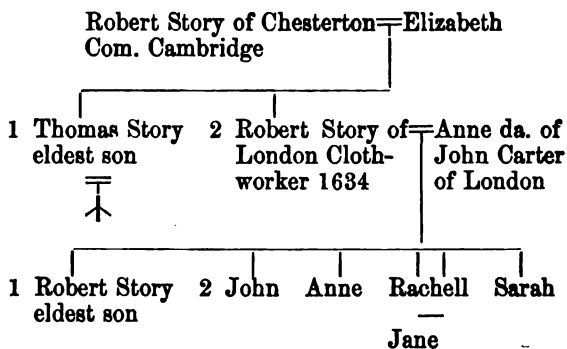 Robert Story of Chesterton Elizabeth
Com. Cambridge
1 Thomas Story 2 Robert Story of Anne da. of
eldest son London Cloth- John Carter
worker 1634 of London
1 Robert Story 2 John Anne Rachell Sarah
eldest son
Jane